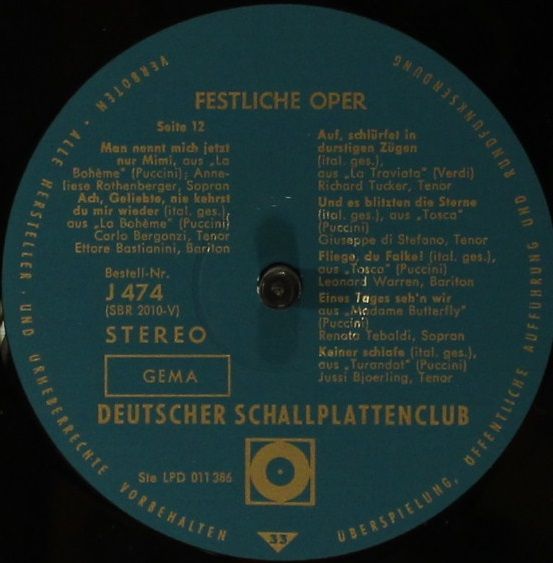 FESTLICHE OPER
Seite 12
Man nennt mich jetzt
nur Mimi, aus „La
Bohème" (Puccini); Anne-
liese Rothenberger, Sopran
Ach, Geliebte, nie kehrst
du mir wieder (ital. ges.),
aus „La Bohème" (Puccini)
Carlo Berganzi, Tenor
Ettore Bastianini, Bariton
Bestell-Nr.
J 474
(SBR 2010-V)
STEREO
GEMA
Auf, schlürfet in
durstigen Zügen
(ital. ges.),
aus „La Traviata" (Verdi)
Richard Tucker, Tenor
Und es blitzten die Sterne
(ital. ges.), aus „Tosca"
(Puccini)
Giuseppe di Stefano, Tenor
Fliege, du Falke! (ital. ges.),
aus „Tosca" (Puccini)
Leonard Warren, Bariton
Eines Tages seh'n wir
aus „Madame Butterfly"
(Puccini)
Renata Tebaldi, Sopran
Keiner schlafe (ital. ges.),
aus "Turandot" (Puccini)
Jussi Bjoerling, Tenor
DEUTSCHER SCHALLPLATTENCLUB
Ste LPD 011 386
33
ALLE HERSTELLER- UND URHEBERRECHTE VORBEHALTEN
ÜBERSPIELUNG, ÖFFENTLICHE AUFFÜHRUNG UND RUNDFUNKSENDUNG VERBOTEN •